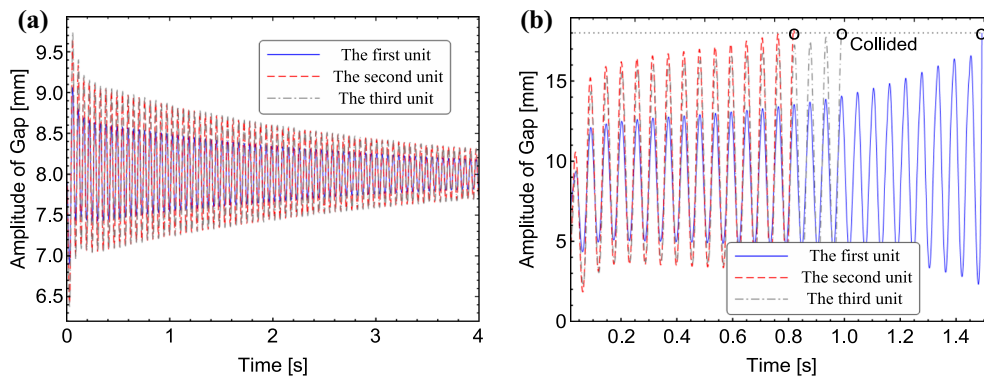 (a)
Amplitude of Gap [mm]
9.5
9.0
8.5
8.0
7.5
7.0
6.5
The first unit
The second unit
The third unit
0
1
2
3
4
Time [s]
(b)
Amplitude of Gap [mm]
15
10
5
0
Collided
The first unit
The second unit
The third unit
0.2
0.4
0.6
0.8
1.0
1.2
1.4
Time [s]